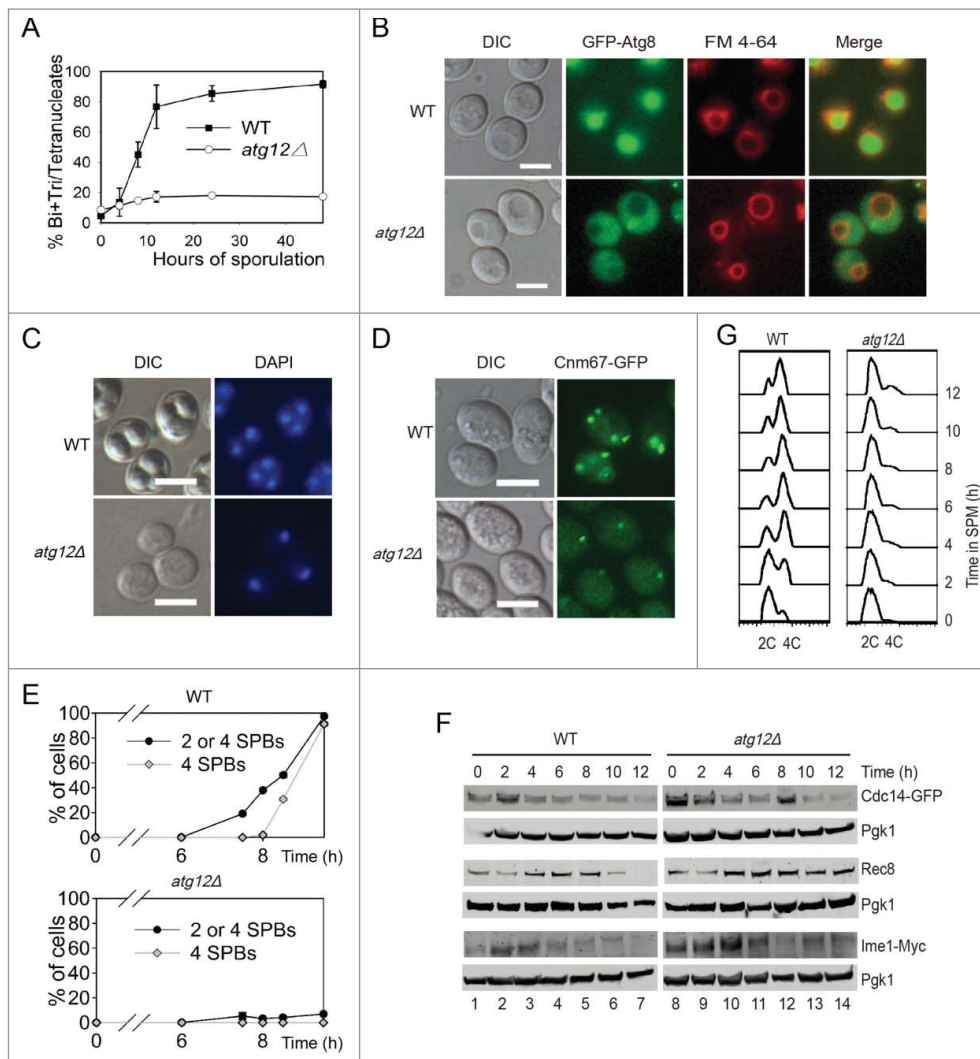 A
% Bi+Tri/Tetranucleates
100
80
60
40
20
0
WT
atg12△
0 10 20 30 40
Hours of sporulation
B
DIC GFP-Atg8 FM 4-64 Merge
WT
atg12Δ
C
DIC DAPI
WT
atg12Δ
D
DIC Cnm67-GFP
WT
atg12Δ
G
WT atg12Δ
12
10
8
6
4
2
0
Time in SPM (h)
2C 4C 2C 4C
E
WT
% of cells
100
80
60
40
20
0
2 or 4 SPBs
4 SPBs
0 6 8 Time (h)
atg12Δ
% of cells
100
80
60
40
20
0
2 or 4 SPBs
4 SPBs
0 6 8 Time (h)
F
WT atg12Δ
0 2 4 6 8 10 12 0 2 4 6 8 10 12 Time (h)
Cdc14-GFP
Pgk1
Rec8
Pgk1
Ime1-Myc
Pgk1
1 2 3 4 5 6 7 8 9 10 11 12 13 14